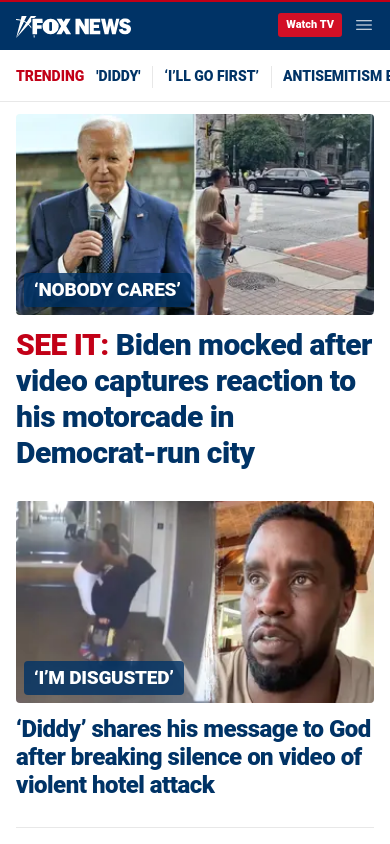 FOX NEWS
Watch TV
TRENDING 'DIDDY' ‘I’LL GO FIRST’ ANTISEMITISM
‘NOBODY CARES’
SEE IT: Biden mocked after
video captures reaction to
his motorcade in
Democrat-run city
‘I’M DISGUSTED’
‘Diddy’ shares his message to God
after breaking silence on video of
violent hotel attack